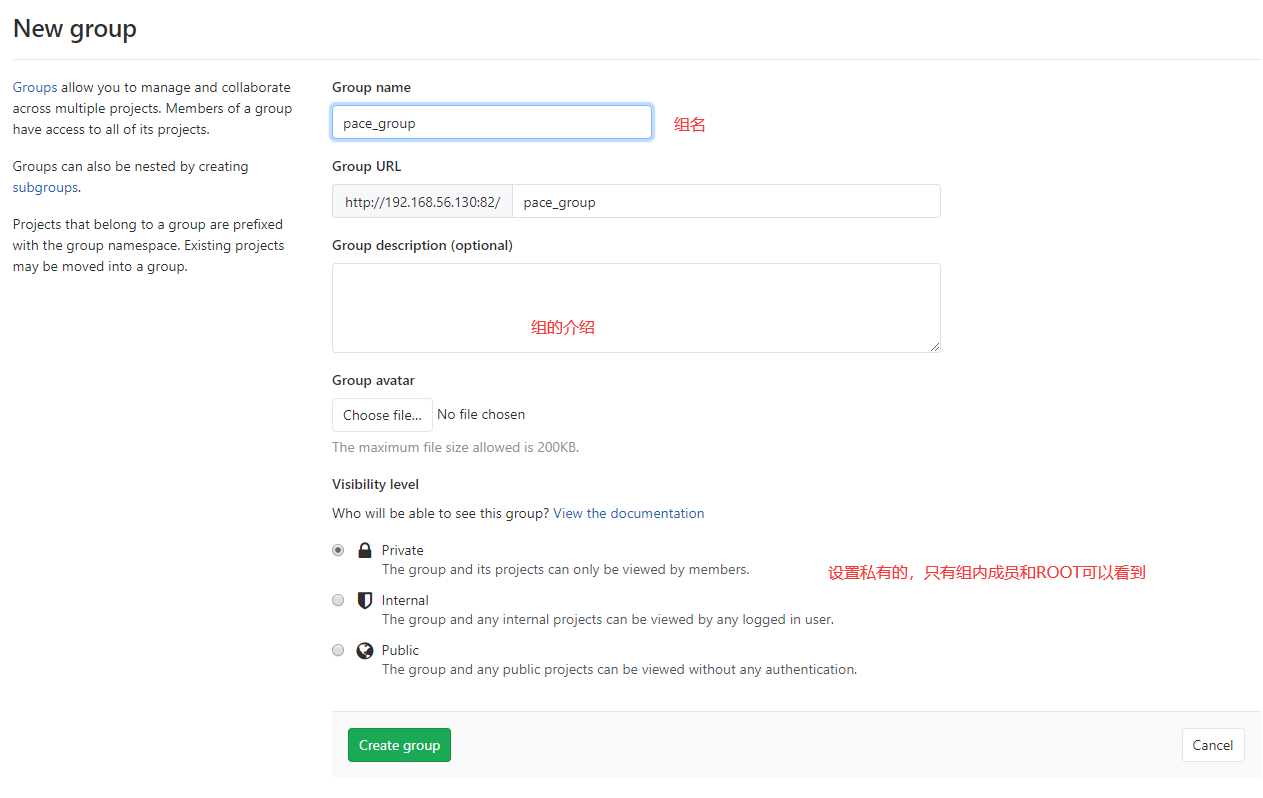 New group
Groups allow you to manage and collaborate
across multiple projects. Members of a group
have access to all of its projects.
Groups can also be nested by creating
subgroups.
Projects that belong to a group are prefixed
with the group namespace. Existing projects
may be moved into a group.
Group name
pace_group
组名
Group URL
http://192.168.56.130:82/ pace_group
Group description (optional)
组的介绍
Group avatar
Choose file... No file chosen
The maximum file size allowed is 200KB.
Visibility level
Who will be able to see this group? View the documentation
Private
The group and its projects can only be viewed by members.
设置私有的，只有组内成员和ROOT可以看到
Internal
The group and any internal projects can be viewed by any logged in user.
Public
The group and any public projects can be viewed without any authentication.
Create group
Cancel